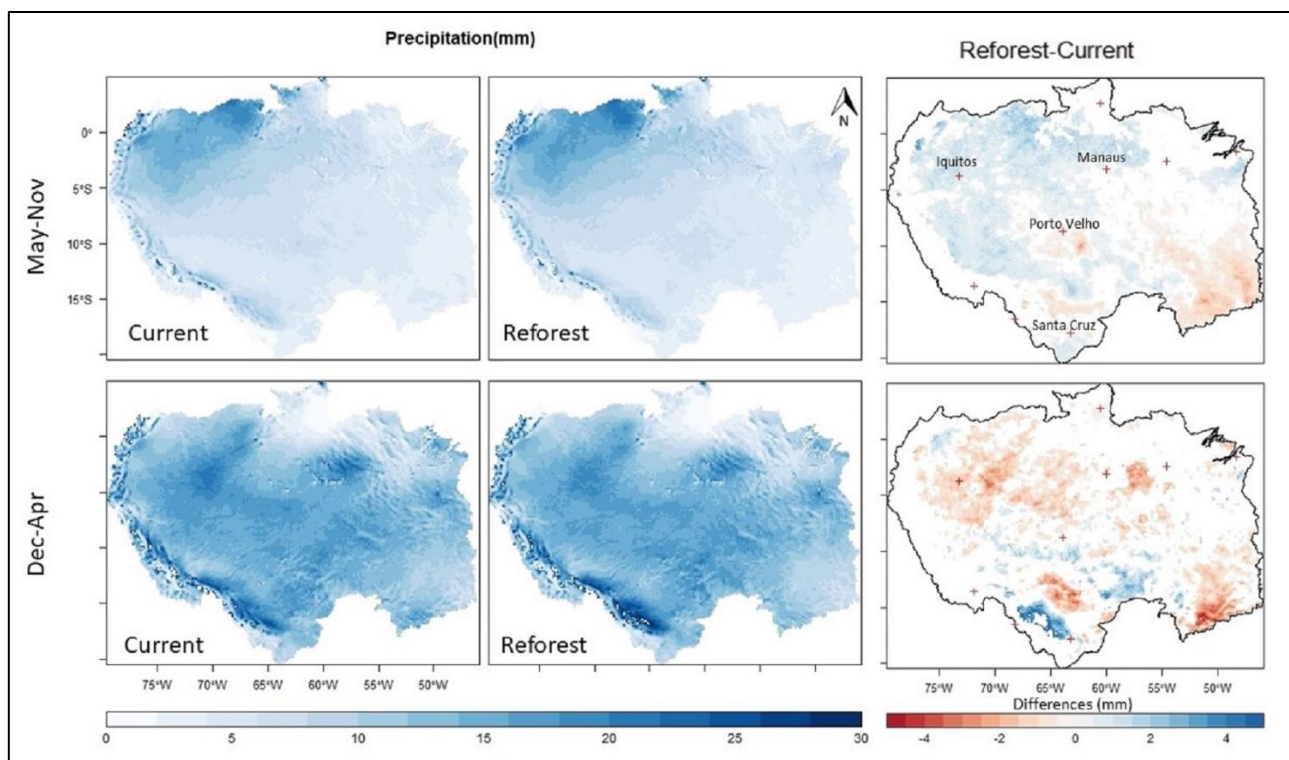 Precipitation(mm)
Reforest-Current
May-Nov
0°
5°S
10°S
15°S
Current
Reforest
N
Iquitos
Manaus
Porto Velho
Santa Cruz
Dec-Apr
Current
Reforest
75°W 70°W 65°W 60°W 55°W 50°W
75°W 70°W 65°W 60°W 55°W 50°W
Differences (mm)
0 5 10 15 20 25 30
-4 -2 0 2 4